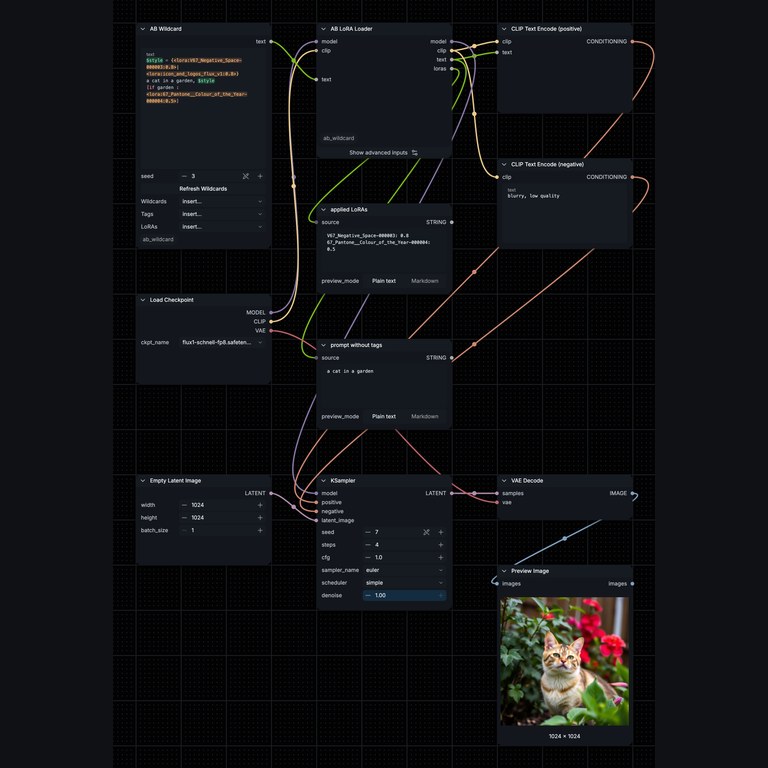 AB Wildcard
text
text
$style = {<lora:V67_Negative_Space-
000003:0.8>|
<lora:icon_and_logos_flux_v1:0.8>}
a cat in a garden, $style
[if garden :
<lora:67_Pantone__Colour_of_the_Year-
000004:0.5>]
seed
3
Refresh Wildcards
Wildcards insert...
Tags insert...
LoRAs insert...
ab_wildcard
AB LoRA Loader
model model
clip clip
text
loras
text
ab_wildcard
Show advanced inputs
CLIP Text Encode (positive)
clip CONDITIONING
text
CLIP Text Encode (negative)
clip CONDITIONING
text
blurry, low quality
applied LoRAs
source STRING
V67_Negative_Space-000003: 0.8
67_Pantone__Colour_of_the_Year-000004:
0.5
preview_mode Plain text Markdown
Load Checkpoint
MODEL
CLIP
VAE
ckpt_name flux1-schnell-fp8.safeten...
prompt without tags
source STRING
a cat in a garden
preview_mode Plain text Markdown
Empty Latent Image
LATENT
width 1024
height 1024
batch_size 1
KSampler
model LATENT
positive
negative
latent_image
seed 7
steps 4
cfg 1.0
sampler_name euler
scheduler simple
denoise 1.00
VAE Decode
samples IMAGE
vae
Preview Image
images images
1024 × 1024